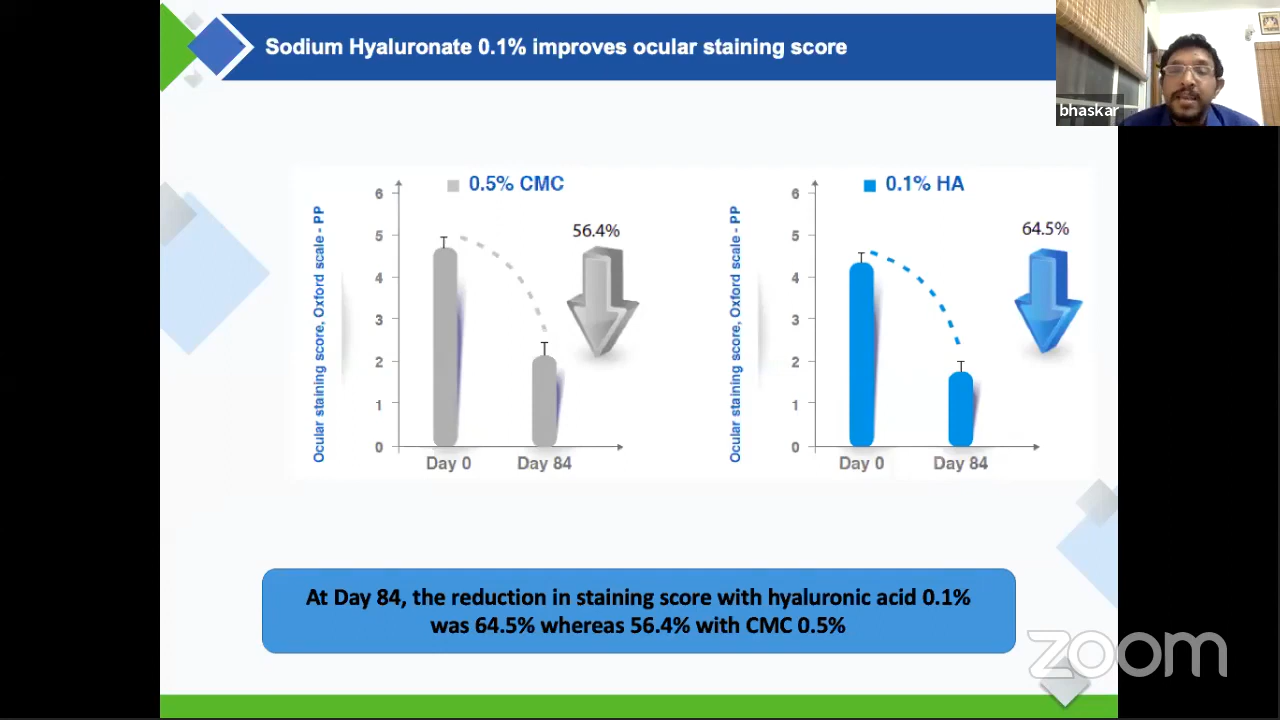 Sodium Hyaluronate 0.1% improves ocular staining score
bhaskar
0.5% CMC
Ocular staining score, Oxford scale - PP
6
5
4
3
2
1
0
56.4%
Day 0
Day 84
0.1% HA
Ocular staining score, Oxford scale - PP
6
5
4
3
2
1
0
64.5%
Day 0
Day 84
At Day 84, the reduction in staining score with hyaluronic acid 0.1%
was 64.5% whereas 56.4% with CMC 0.5%
zoom